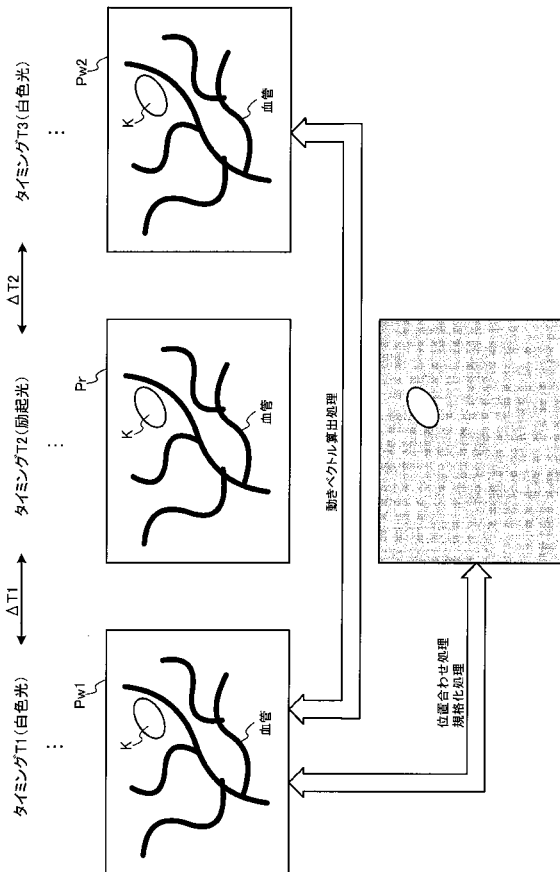 タイミングT1(白色光)
ΔT1
タイミングT2(励起光)
ΔT2
タイミングT3(白色光)
Pw1
K
血管
Pr
K
血管
Pw2
K
血管
動きベクトル算出処理
位置合わせ処理
規格化処理